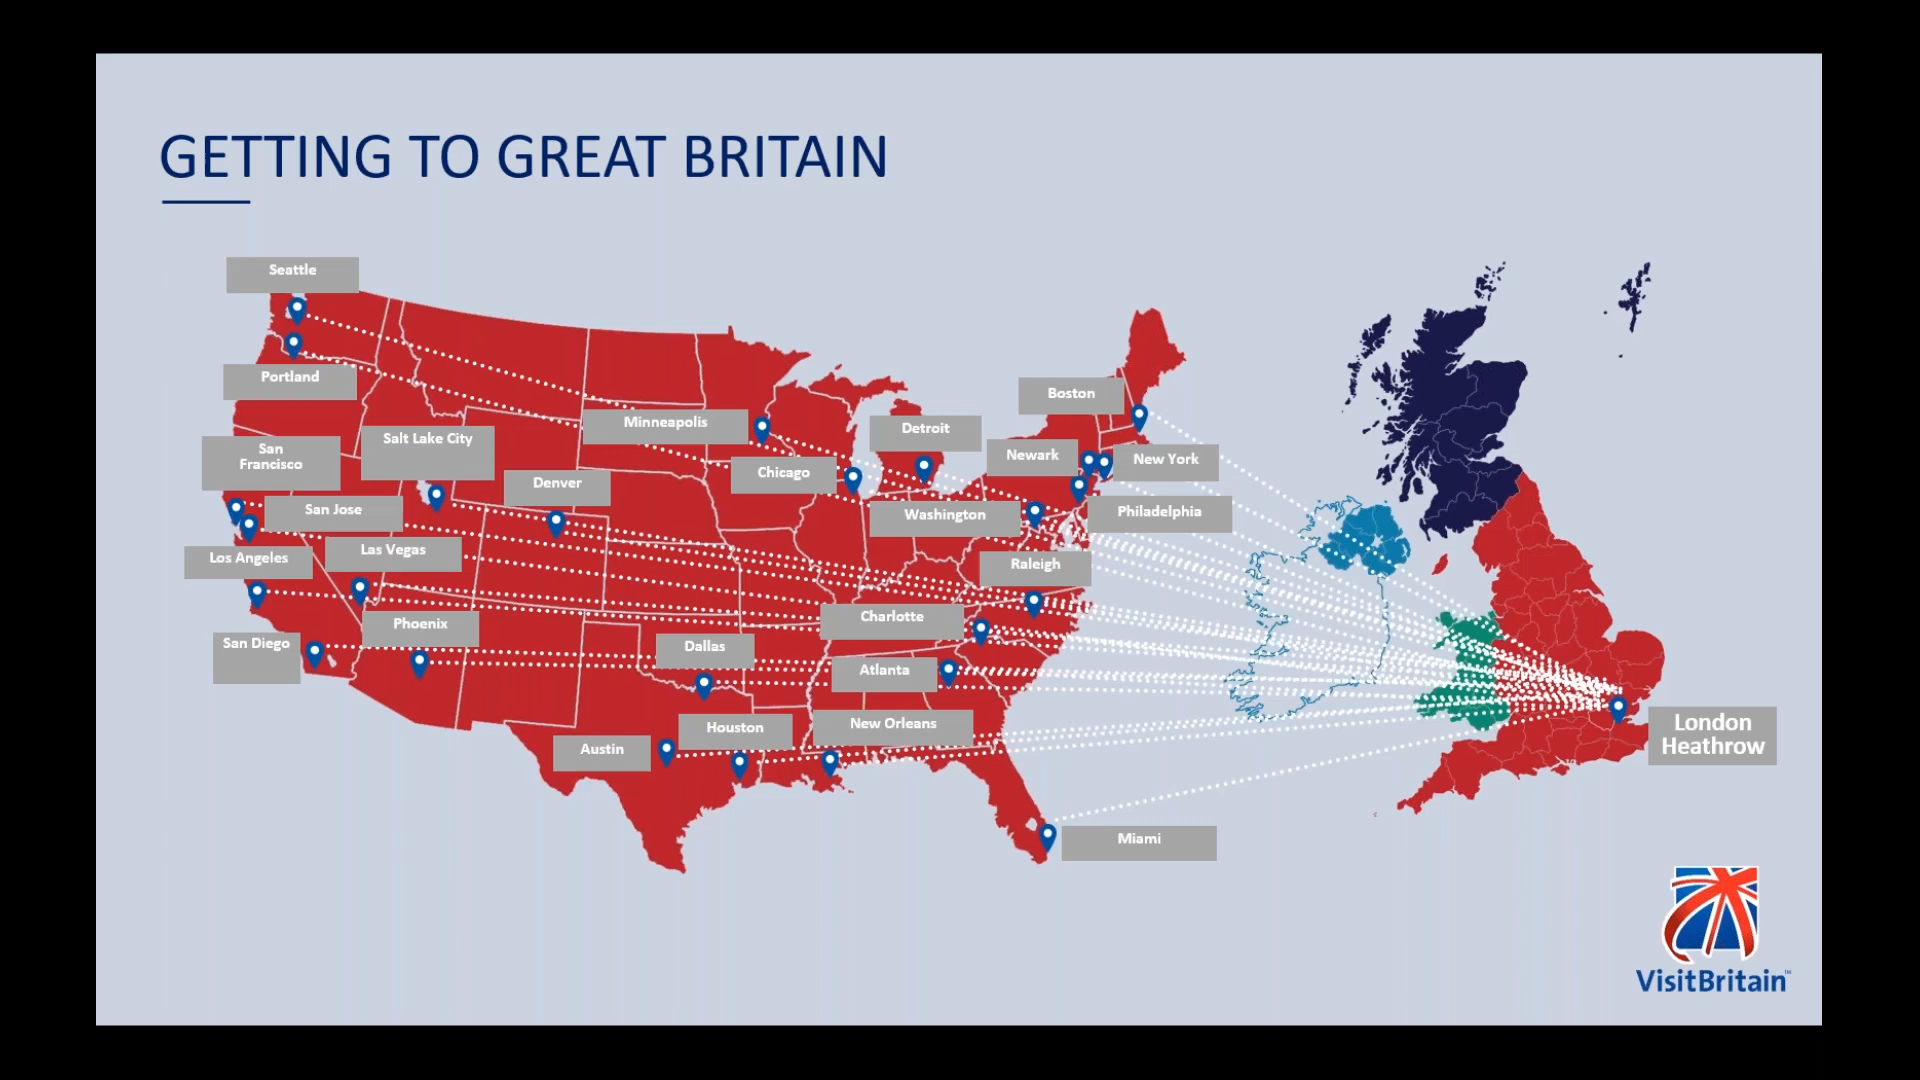 GETTING TO GREAT BRITAIN
Seattle
Portland
San
Francisco
Salt Lake City
Minneapolis
Boston
Detroit
Newark
New York
Chicago
Denver
San Jose
Washington
Philadelphia
Los Angeles
Las Vegas
Raleigh
Phoenix
Charlotte
San Diego
Dallas
Atlanta
Houston
New Orleans
Austin
London
Heathrow
Miami
VisitBritain™